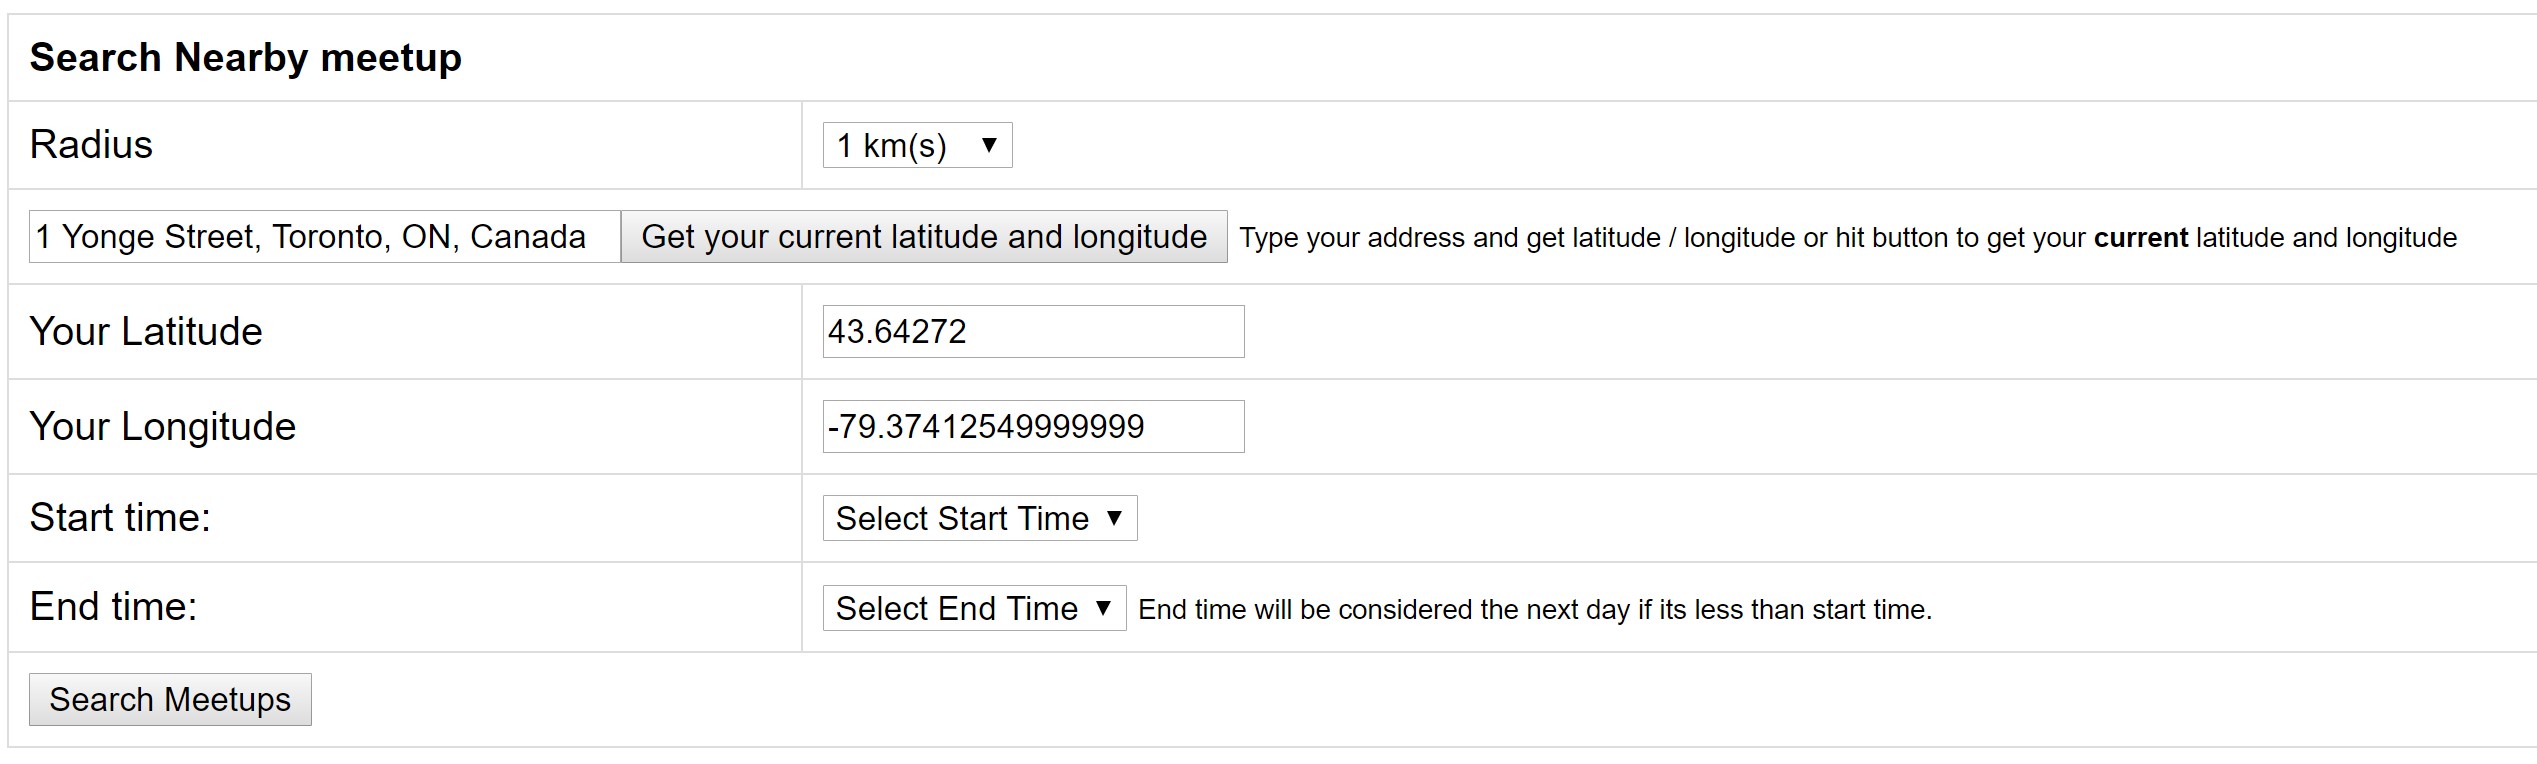 Search Nearby meetup
Radius
1 km(s) ▼
1 Yonge Street, Toronto, ON, Canada Get your current latitude and longitude Type your address and get latitude / longitude or hit button to get your current latitude and longitude
Your Latitude
43.64272
Your Longitude
-79.37412549999999
Start time:
Select Start Time ▼
End time:
Select End Time ▼ End time will be considered the next day if its less than start time.
Search Meetups